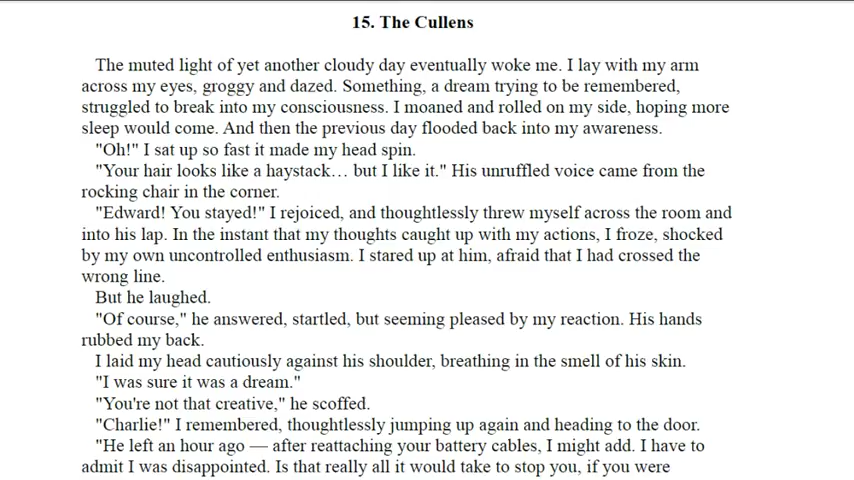 15. The Cullens
The muted light of yet another cloudy day eventually woke me. I lay with my arm
across my eyes, groggy and dazed. Something, a dream trying to be remembered,
struggled to break into my consciousness. I moaned and rolled on my side, hoping more
sleep would come. And then the previous day flooded back into my awareness.
"Oh!" I sat up so fast it made my head spin.
"Your hair looks like a haystack… but I like it." His unruffled voice came from the
rocking chair in the corner.
"Edward! You stayed!" I rejoiced, and thoughtlessly threw myself across the room and
into his lap. In the instant that my thoughts caught up with my actions, I froze, shocked
by my own uncontrolled enthusiasm. I stared up at him, afraid that I had crossed the
wrong line.
But he laughed.
"Of course," he answered, startled, but seeming pleased by my reaction. His hands
rubbed my back.
I laid my head cautiously against his shoulder, breathing in the smell of his skin.
"I was sure it was a dream."
"You're not that creative," he scoffed.
"Charlie!" I remembered, thoughtlessly jumping up again and heading to the door.
"He left an hour ago — after reattaching your battery cables, I might add. I have to
admit I was disappointed. Is that really all it would take to stop you, if you were